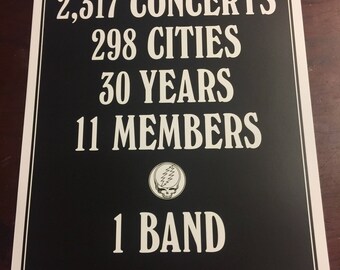 2,317 CONCERTS
298 CITIES
30 YEARS
11 MEMBERS
1 BAND